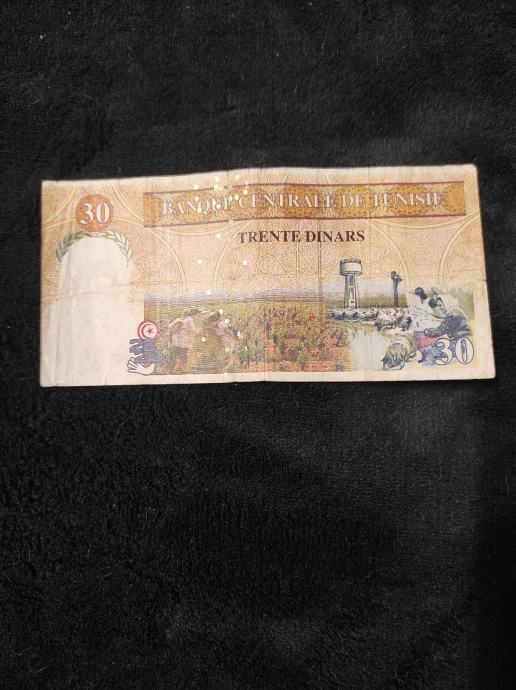 30
BANQUE CENTRALE DE TUNISIE
TRENTE DINARS
30